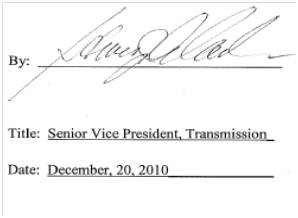 By:
Title: Senior Vice President, Transmission
Date: December, 20, 2010